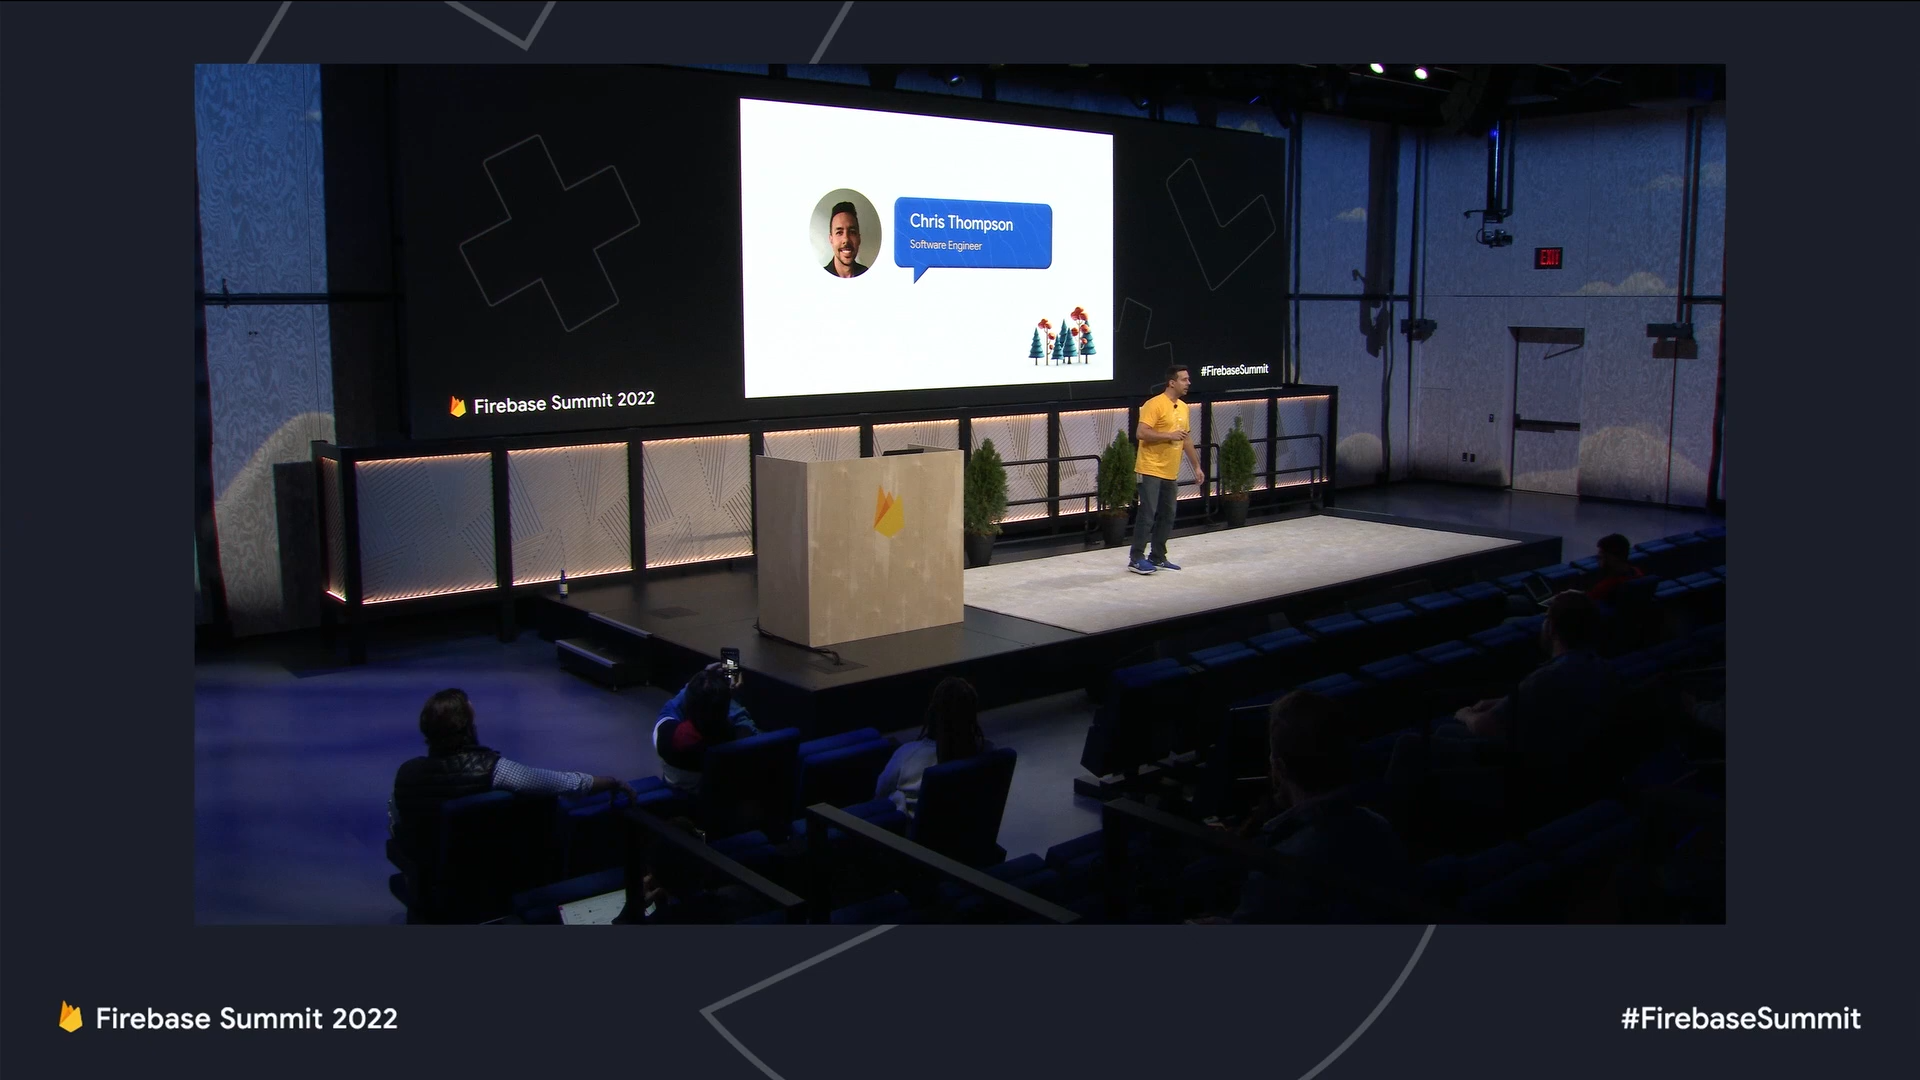 Chris Thompson
Software Engineer
Firebase Summit 2022
#FirebaseSummit
EXIT
Firebase Summit 2022
#FirebaseSummit